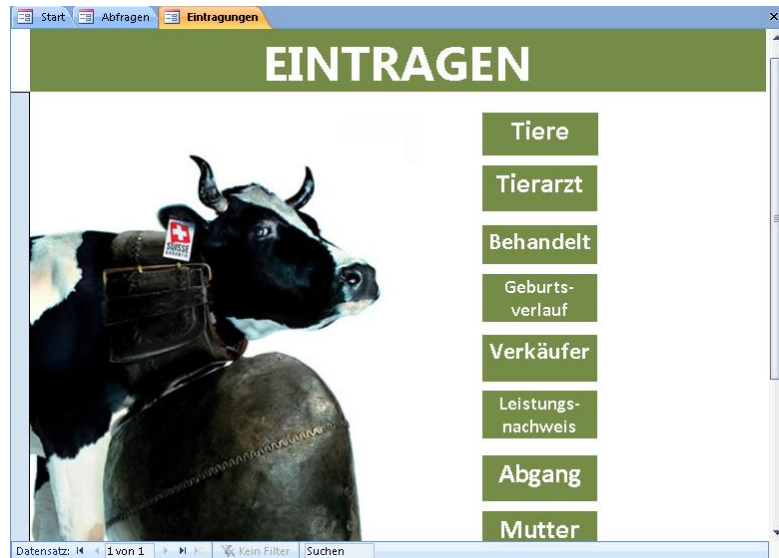 Start Abfragen Eintragungen
EINTRAGEN
Tiere
Tierarzt
SUISSE
GARANTIE
Behandelt
Geburts-
verlauf
Verkäufer
Leistungs-
nachweis
Abgang
Mutter
Datensatz: 1 von 1 Kein Filter Suchen